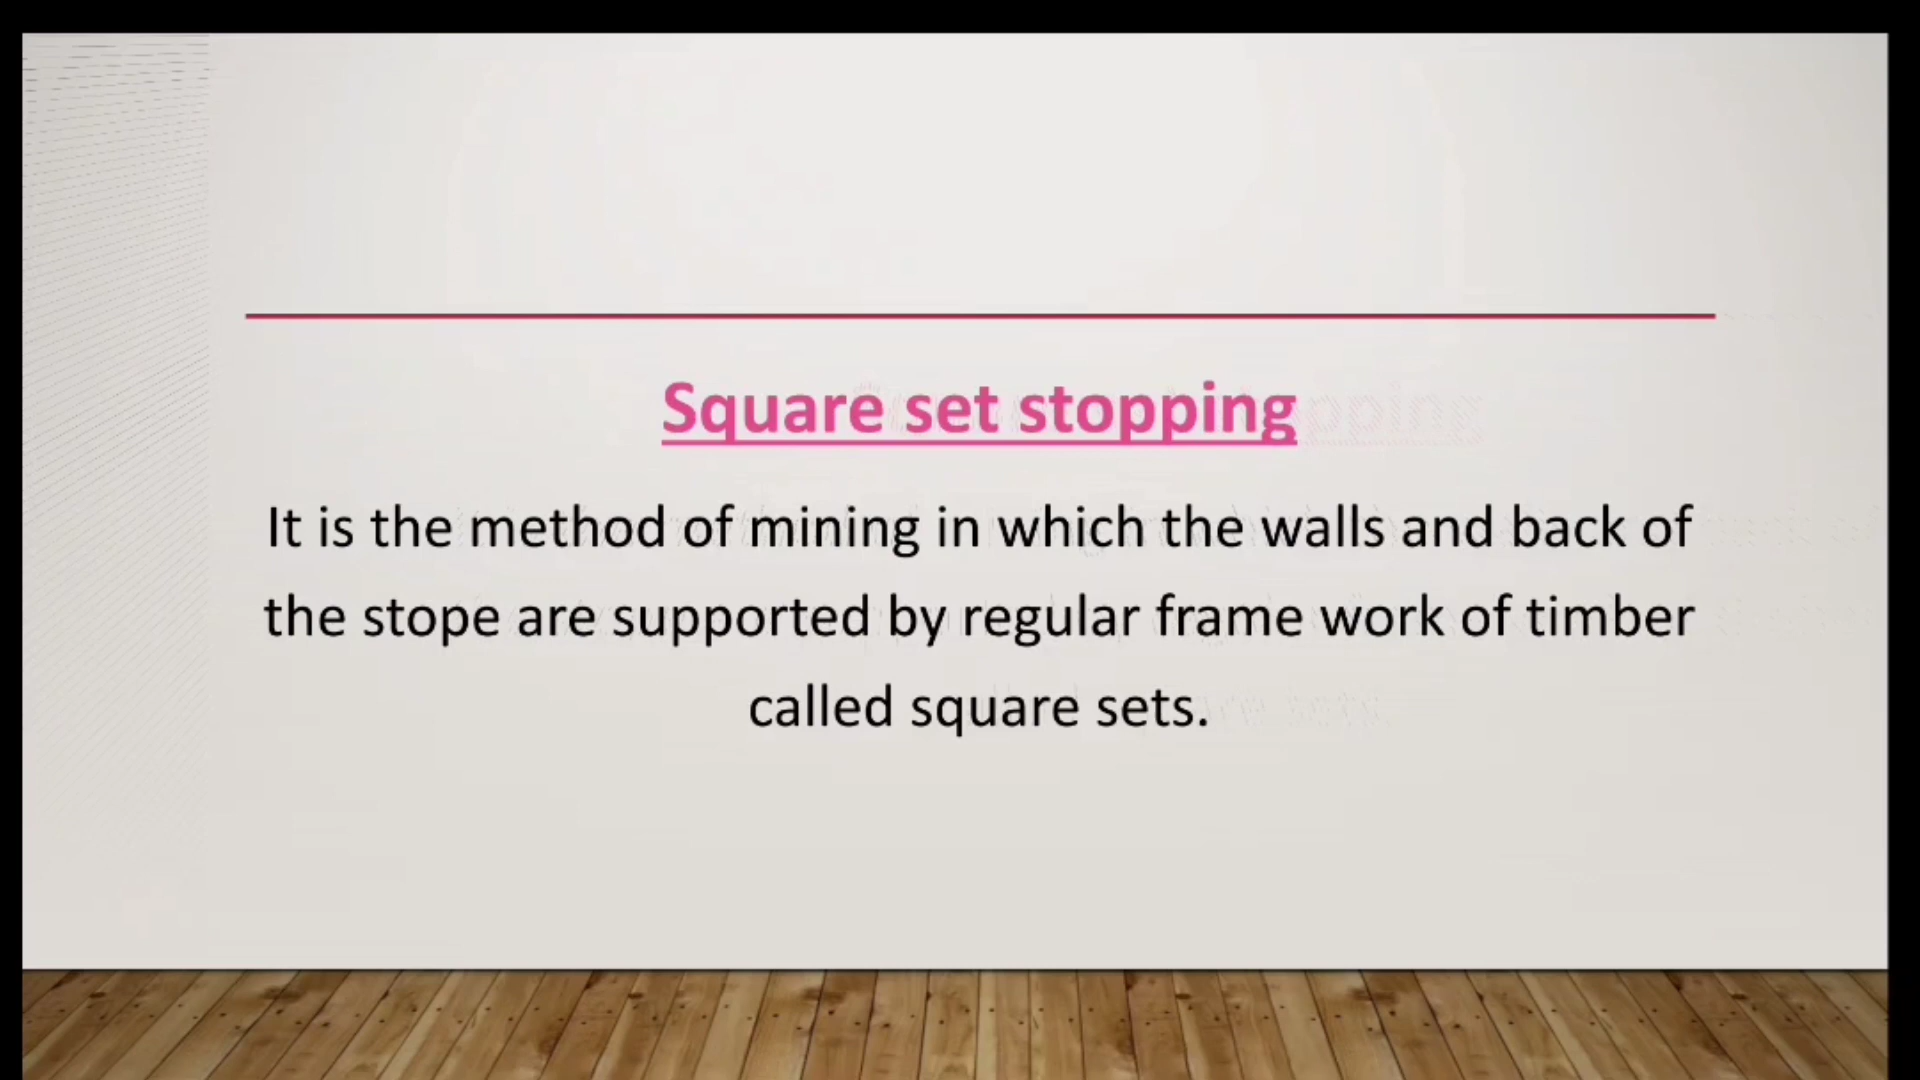 Square set stopping
It is the method of mining in which the walls and back of
the stope are supported by regular frame work of timber
called square sets.